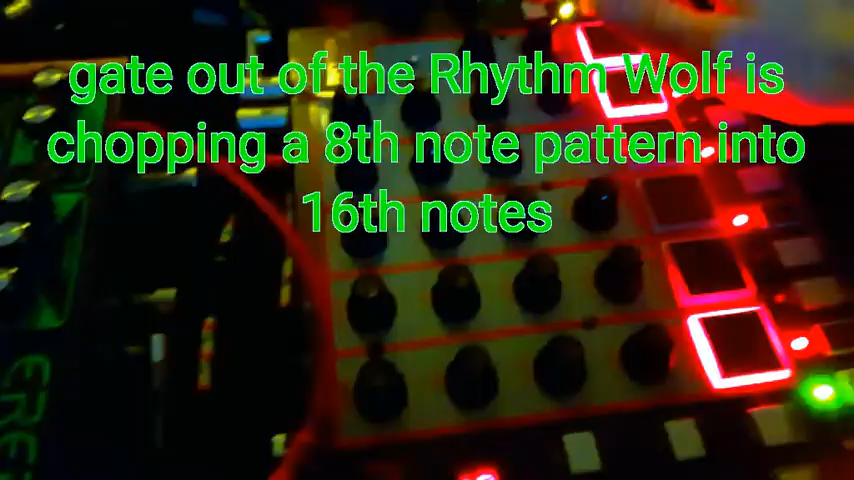 gate out of the Rhythm Wolf is
chopping a 8th note pattern into
16th notes